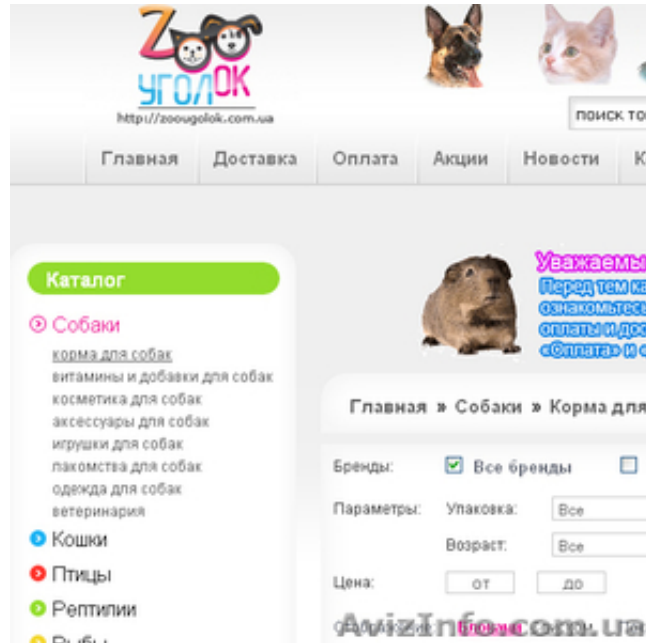 Zоо
уголок
http://zoougolok.com.ua
поиск то
Главная Доставка Оплата Акции Новости К
Каталог
Уважаемы
Перед тем ка
ознакомьтесь
оплаты и дос
«Оплата» и «
Собаки
корма для собак
витамины и добавки для собак
косметика для собак
аксессуары для собак
игрушки для собак
лакомства для собак
одежда для собак
ветеринария
Кошки
Птицы
Рептилии
Рыбы
Главная » Собаки » Корма для
Бренды: Все бренды
Параметры: Упаковка: Все
Возраст: Все
Цена: от до
AvizInfo.com.ua